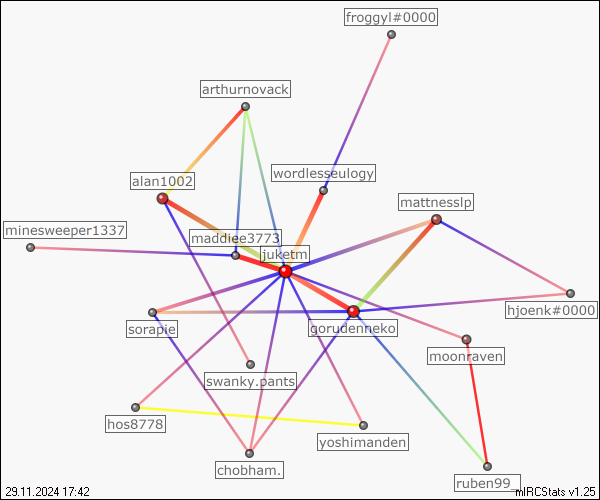 froggyl#0000
arthurnovack
wordlesseulogy
alan1002
mattnesslp
minesweeper1337
maddiee3773
juketm
hjoenk#0000
sorapie
gorudenneko
moonraven
swanky.pants
hos8778
yoshimanden
chobham.
ruben99_
29.11.2024 17:42
mIRCStats v1.25